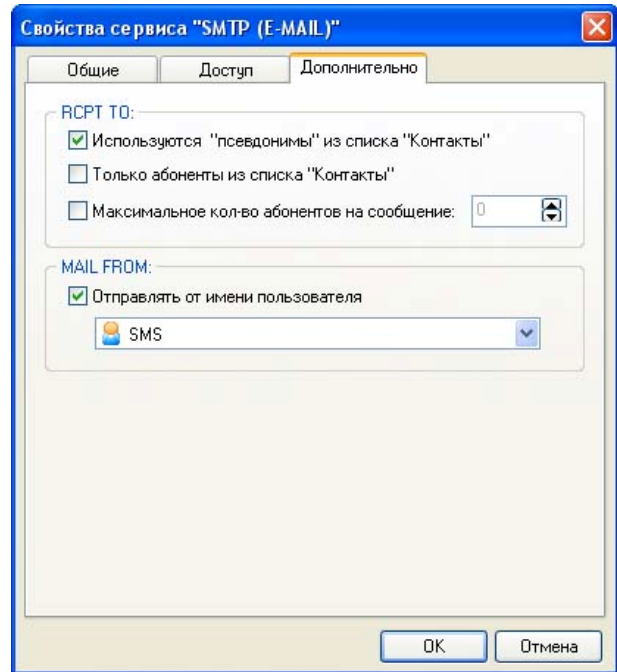 Свойства сервиса "SMTP (E-MAIL)"
Общие Доступ Дополнительно
RCPT TO:
Используются "псевдонимы" из списка "Контакты"
Только абоненты из списка "Контакты"
Максимальное кол-во абонентов на сообщение: 0
MAIL FROM:
Отправлять от имени пользователя
SMS
OK Отмена